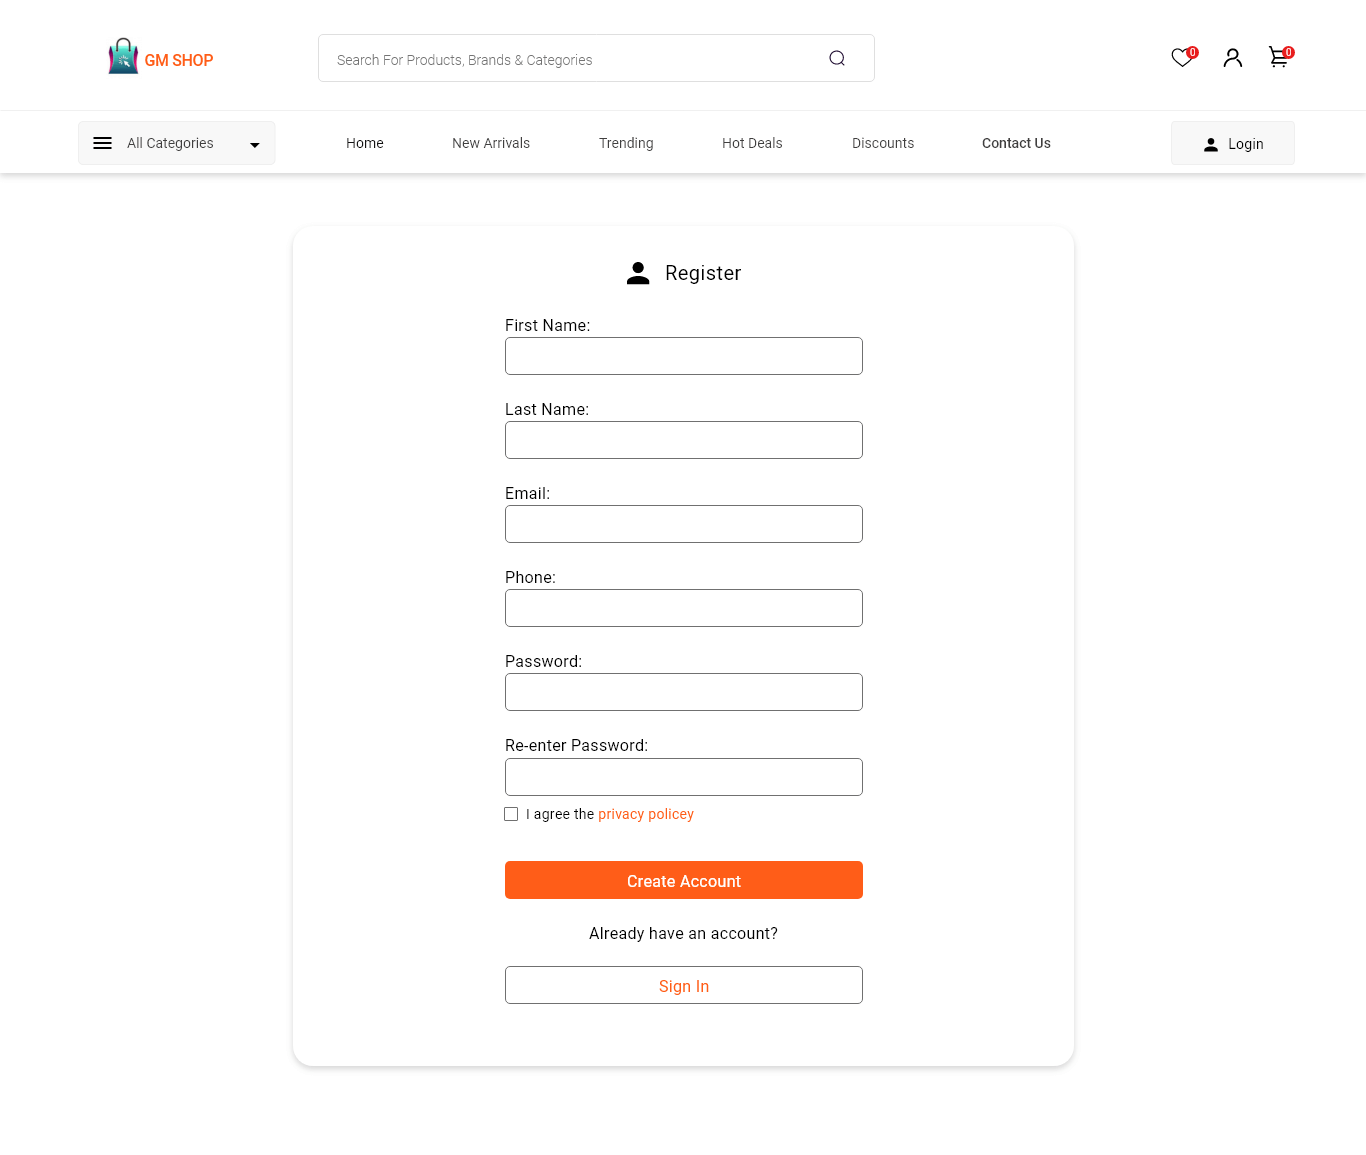 GM SHOP
Search For Products, Brands & Categories
0
0
All Categories
Home
New Arrivals
Trending
Hot Deals
Discounts
Contact Us
Login
Register
First Name:
Last Name:
Email:
Phone:
Password:
Re-enter Password:
I agree the privacy policey
Create Account
Already have an account?
Sign In